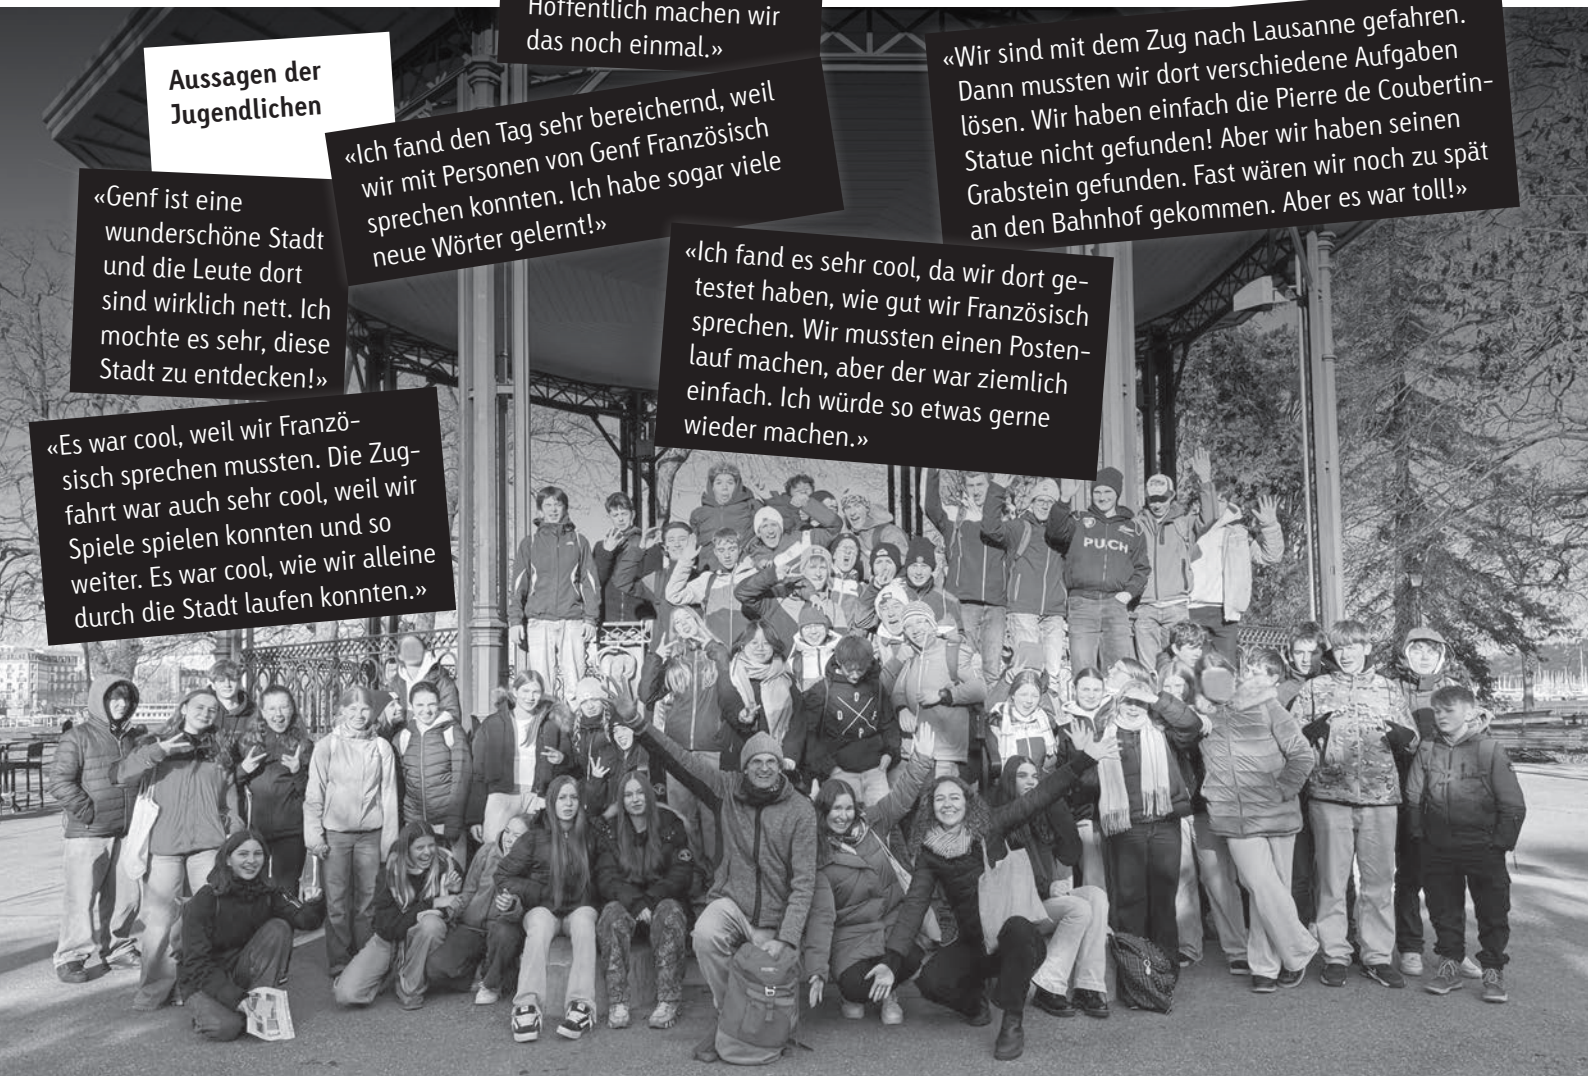 Aussagen der
Jugendlichen
Hoffentlich machen wir
das noch einmal.»
«Wir sind mit dem Zug nach Lausanne gefahren.
Dann mussten wir dort verschiedene Aufgaben
lösen. Wir haben einfach die Pierre de Coubertin-
Statue nicht gefunden! Aber wir haben seinen
Grabstein gefunden. Fast wären wir noch zu spät
an den Bahnhof gekommen. Aber es war toll!»
«Ich fand den Tag sehr bereichernd, weil
wir mit Personen von Genf Französisch
sprechen konnten. Ich habe sogar viele
neue Wörter gelernt!»
«Genf ist eine
wunderschöne Stadt
und die Leute dort
sind wirklich nett. Ich
mochte es sehr, diese
Stadt zu entdecken!»
«Ich fand es sehr cool, da wir dort ge-
testet haben, wie gut wir Französisch
sprechen. Wir mussten einen Posten-
lauf machen, aber der war ziemlich
einfach. Ich würde so etwas gerne
wieder machen.»
«Es war cool, weil wir Franzö-
sisch sprechen mussten. Die Zug-
fahrt war auch sehr cool, weil wir
Spiele spielen konnten und so
weiter. Es war cool, wie wir alleine
durch die Stadt laufen konnten.»